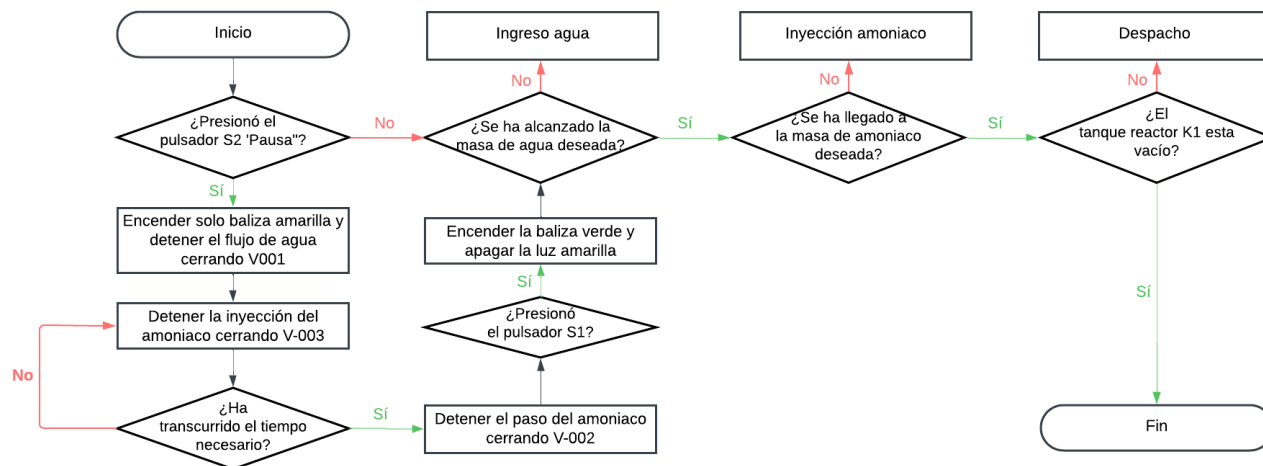 Inicio
Ingreso agua
Inyección amoniaco
Despacho
No
No
No
¿Presionó el
pulsador S2 'Pausa"?
No
¿Se ha alcanzado la
masa de agua deseada?
Sí
¿Se ha llegado a
la masa de amoniaco
deseada?
Sí
¿El
tanque reactor K1 esta
vacío?
Sí
Encender solo baliza amarilla y
detener el flujo de agua
cerrando V001
Encender la baliza verde y
apagar la luz amarilla
Sí
Sí
Detener la inyección del
amoniaco cerrando V-003
¿Presionó
el pulsador S1?
No
¿Ha
transcurrido el tiempo
necesario?
Sí
Detener el paso del amoniaco
cerrando V-002
Fin